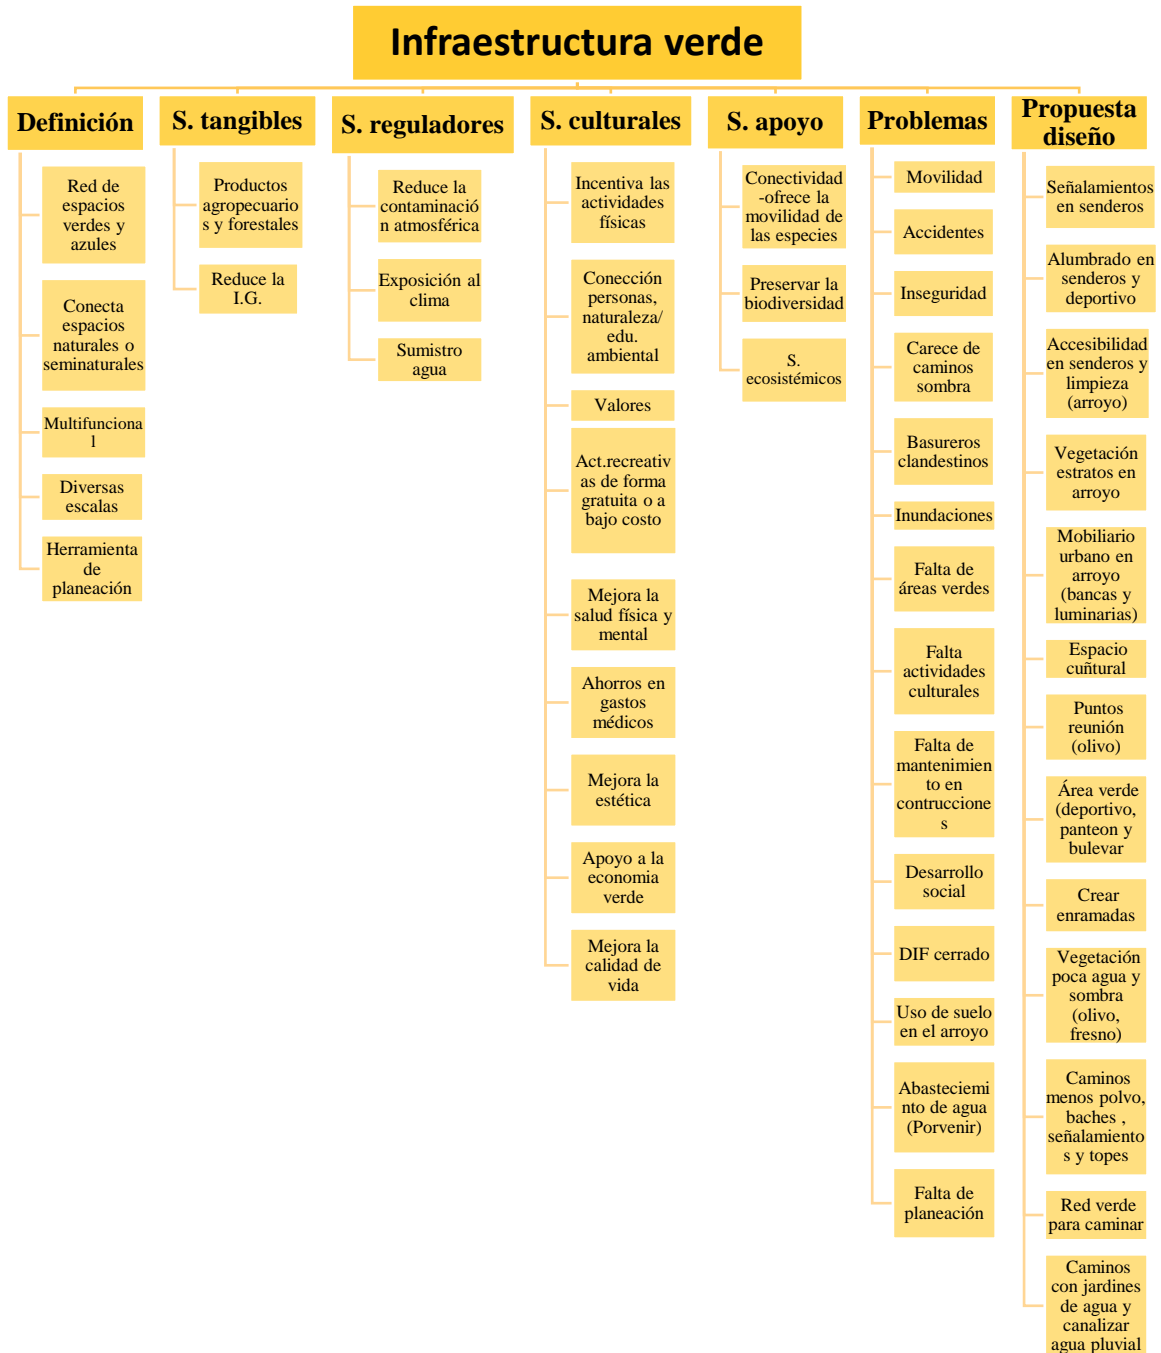 Infraestructura verde
Definición
Red de
espacios
verdes y
azules
Conecta
espacios
naturales o
seminaturales
Multifunciona
l
Diversas
escalas
Herramienta
de
planeación
S. tangibles
Productos
agropecuario
s y forestales
Reduce la
I.G.
S. reguladores
Reduce la
contaminació
n atmosférica
Exposición al
clima
Sumistro
agua
S. culturales
Incentiva las
actividades
físicas
Conección
personas,
naturaleza/
edu.
ambiental
Valores
Act.recreativ
as de forma
gratuita o a
bajo costo
Mejora la
salud física y
mental
Ahorros en
gastos
médicos
Mejora la
estética
Apoyo a la
economia
verde
Mejora la
calidad de
vida
S. apoyo
Conectividad
-ofrece la
movilidad de
las especies
Preservar la
biodiversidad
S.
ecosistémicos
Problemas
Movilidad
Accidentes
Inseguridad
Carece de
caminos
sombra
Basureros
clandestinos
Inundaciones
Falta de
áreas verdes
Falta
actividades
culturales
Falta de
mantenimien
to en
contruccione
s
Desarrollo
social
DIF cerrado
Uso de suelo
en el arroyo
Abasteciemi
nto de agua
(Porvenir)
Falta de
planeación
Propuesta
diseño
Señalamientos
en senderos
Alumbrado en
senderos y
deportivo
Accesibilidad
en senderos y
limpieza
(arroyo)
Vegetación
estratos en
arroyo
Mobiliario
urbano en
arroyo
(bancas y
luminarias)
Espacio
cuñtural
Puntos
reunión
(olivo)
Área verde
(deportivo,
panteon y
bulevar
Crear
enramadas
Vegetación
poca agua y
sombra
(olivo,
fresno)
Caminos
menos polvo,
baches ,
señalamiento
s y topes
Red verde
para caminar
Caminos
con jardines
de agua y
canalizar
agua pluvial